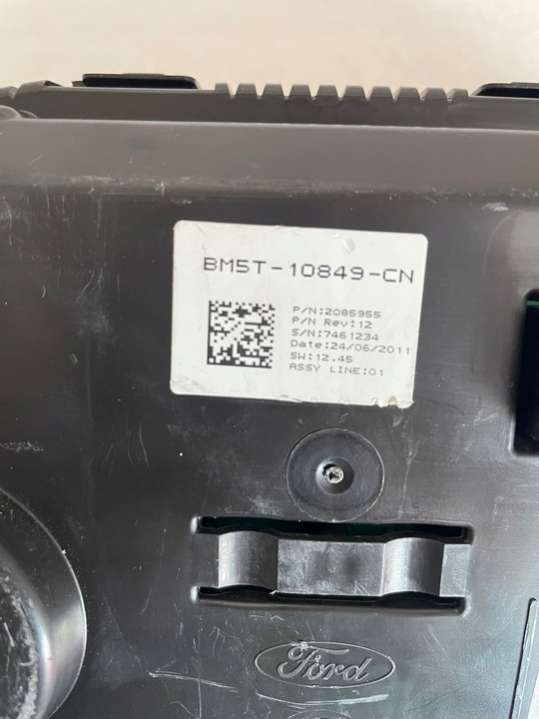 BM5T-10849-CN
P/N:2085955
P/N Rev:12
S/N:7461234
Date:24/06/2011
SW:12.45
ASSY LINE:01
Ford